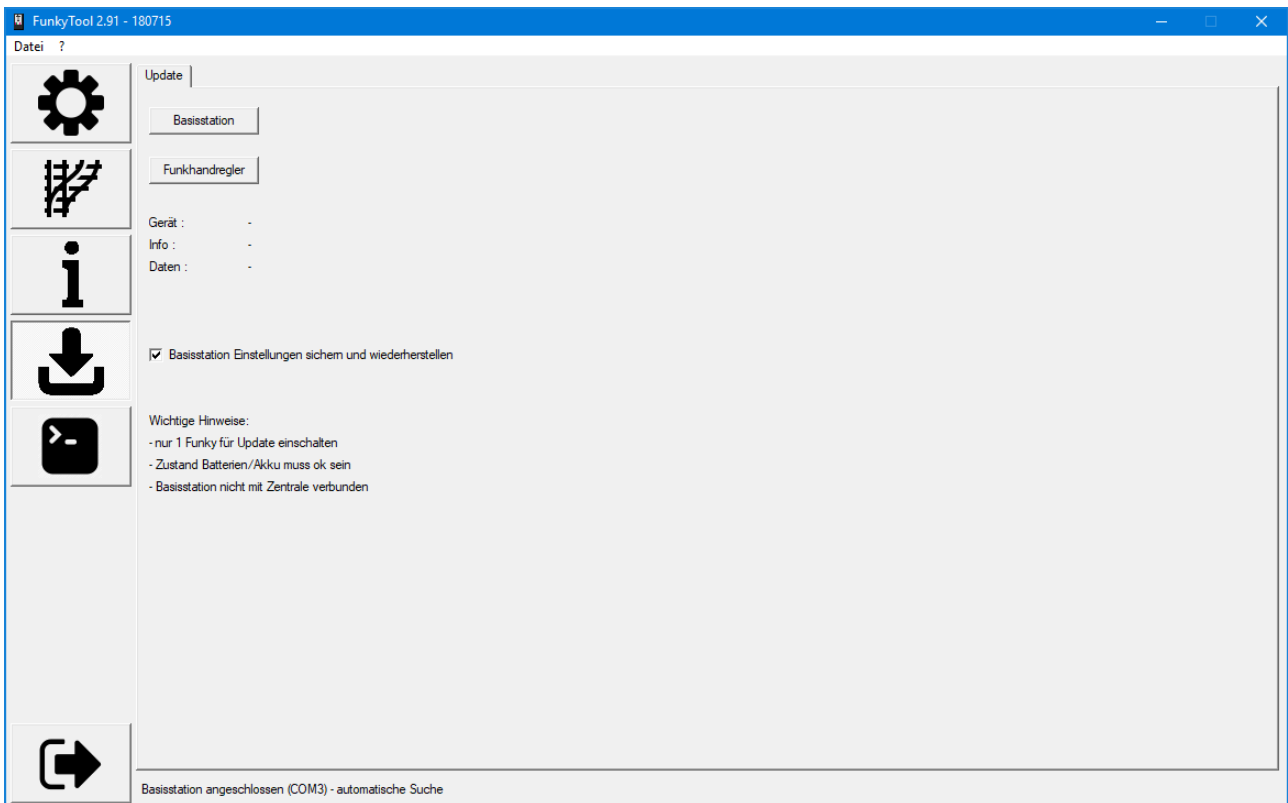 FunkyTool 2.91 - 180715
Datei ?
Update
Basisstation
Funkhandregler
Gerät : -
Info : -
Daten : -
Basisstation Einstellungen sichern und wiederherstellen
Wichtige Hinweise:
- nur 1 Funky für Update einschalten
- Zustand Batterien/Akku muss ok sein
- Basisstation nicht mit Zentrale verbunden
Basisstation angeschlossen (COM3) - automatische Suche